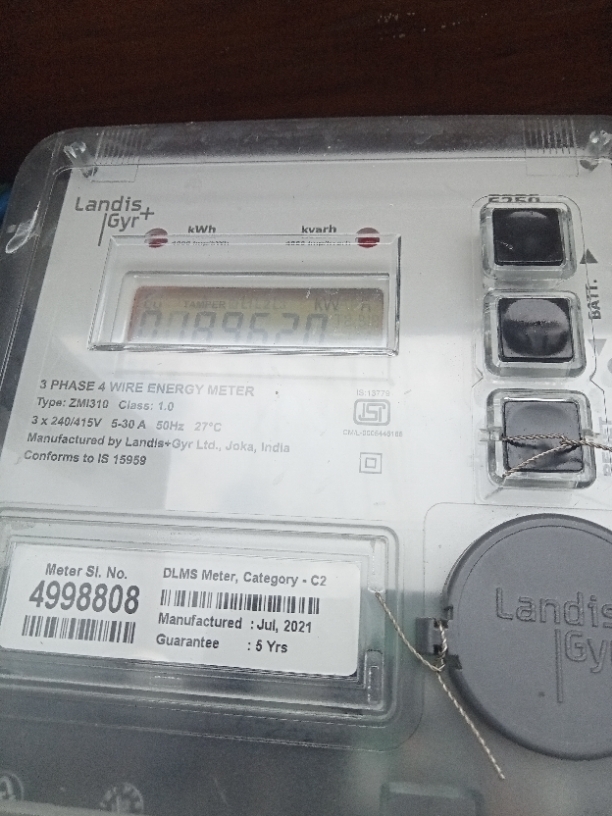 Landis
Gyr+
kWh
kvarh
TAMPER
BATT.
3 PHASE 4 WIRE ENERGY METER
Type: ZMI310 Class: 1.0
3 x 240/415V 5-30 A 50Hz 27°C
Manufactured by Landis+Gyr Ltd., Joka, India
Conforms to IS 15959
Meter Sl. No.
4998808
DLMS Meter, Category - C2
Manufactured : Jul, 2021
Guarantee : 5 Yrs
Landis
Gy